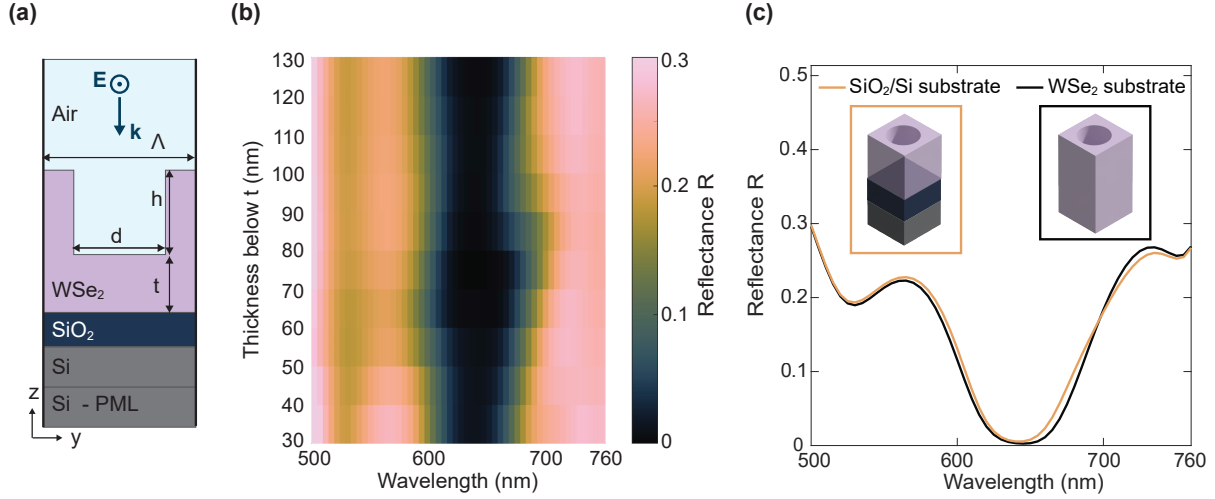 (a)
E
Air
k
Λ
h
d
t
WSe₂
SiO₂
Si
Si - PML
z
y
(b)
Thickness below t (nm)
130
120
110
100
90
80
70
60
50
40
30
500
600
700
760
Wavelength (nm)
0.3
0.2
0.1
0
Reflectance R
(c)
Reflectance R
0.5
0.4
0.3
0.2
0.1
0
SiO₂/Si substrate
WSe₂ substrate
500
600
700
760
Wavelength (nm)